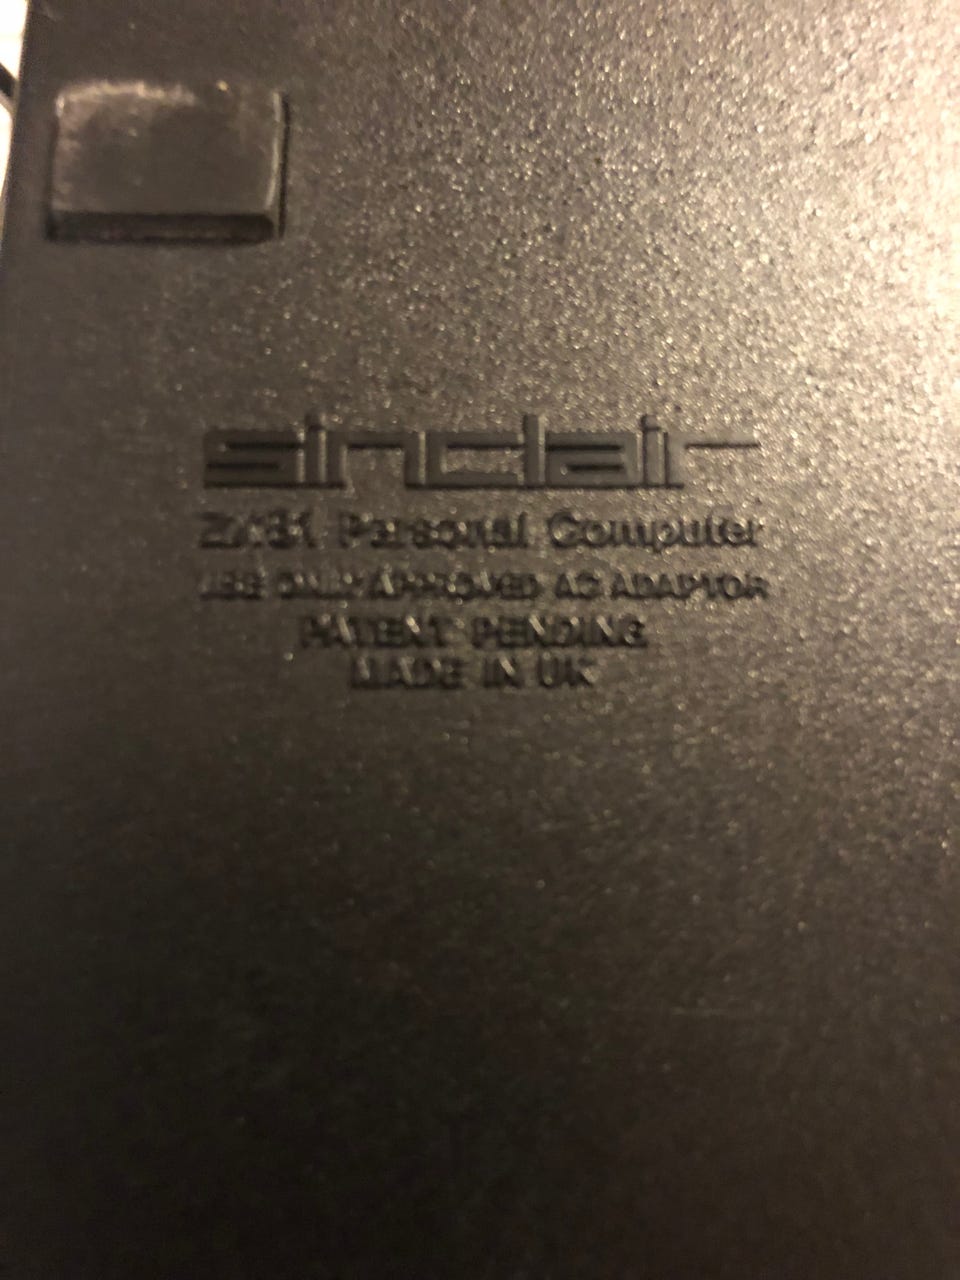 sinclair
ZX81 Personal Computer
USE ONLY APPROVED AC ADAPTOR
PATENT PENDING
MADE IN UK